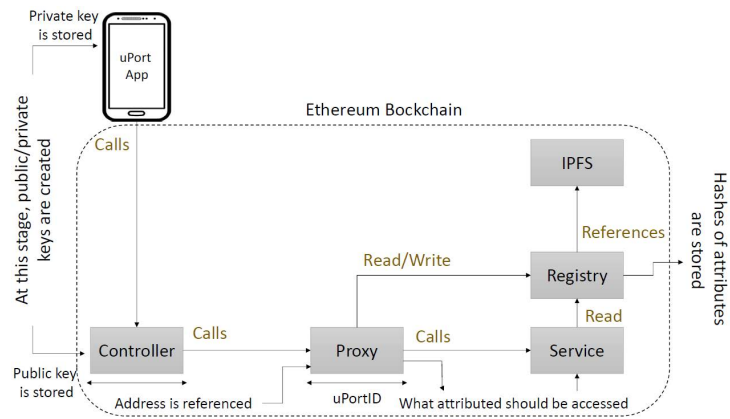 Private key
is stored
uPort
App
Ethereum Bockchain
At this stage, public/private
keys are created
Calls
IPFS
Hashes of attributes
are stored
References
Read/Write
Registry
Calls
Calls
Read
Controller
Proxy
Service
Public key
is stored
Address is referenced
uPortID
What attributed should be accessed